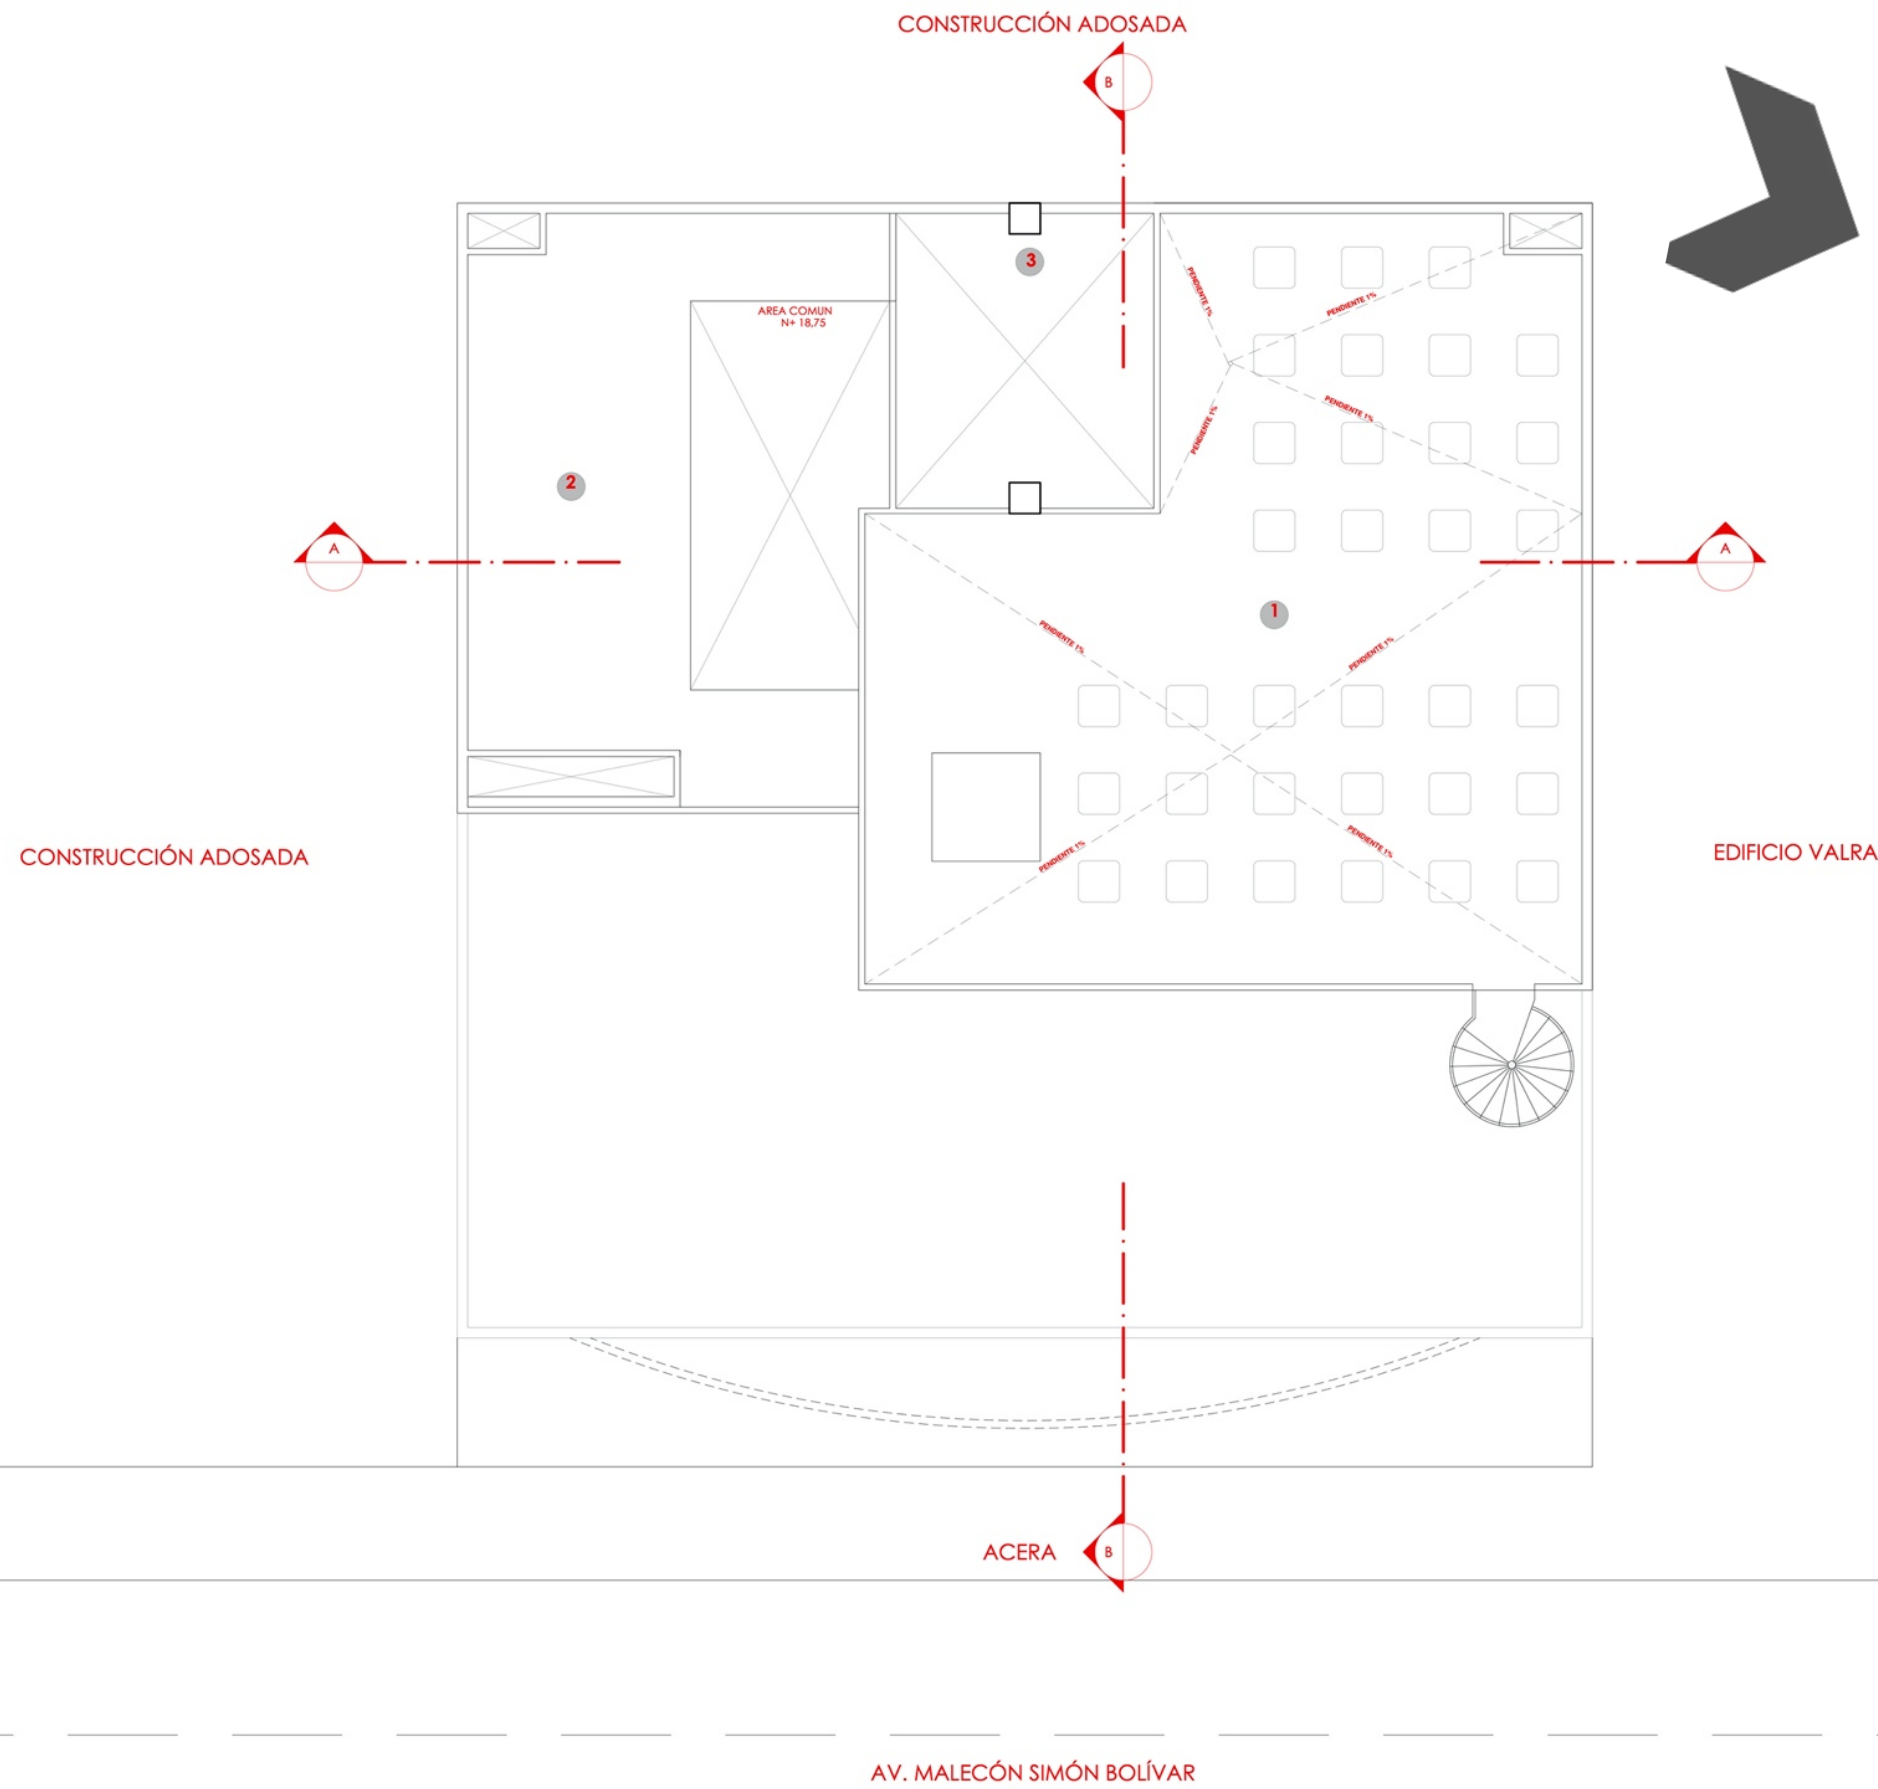 CONSTRUCCIÓN ADOSADA
B
3
PENDIENTE 1%
PENDIENTE 1%
AREA COMUN
N+ 18,75
PENDIENTE 1%
PENDIENTE 1%
2
A
A
1
PENDIENTE 1%
PENDIENTE 1%
PENDIENTE 1%
PENDIENTE 1%
CONSTRUCCIÓN ADOSADA
EDIFICIO VALRA
ACERA
B
AV. MALECÓN SIMÓN BOLÍVAR